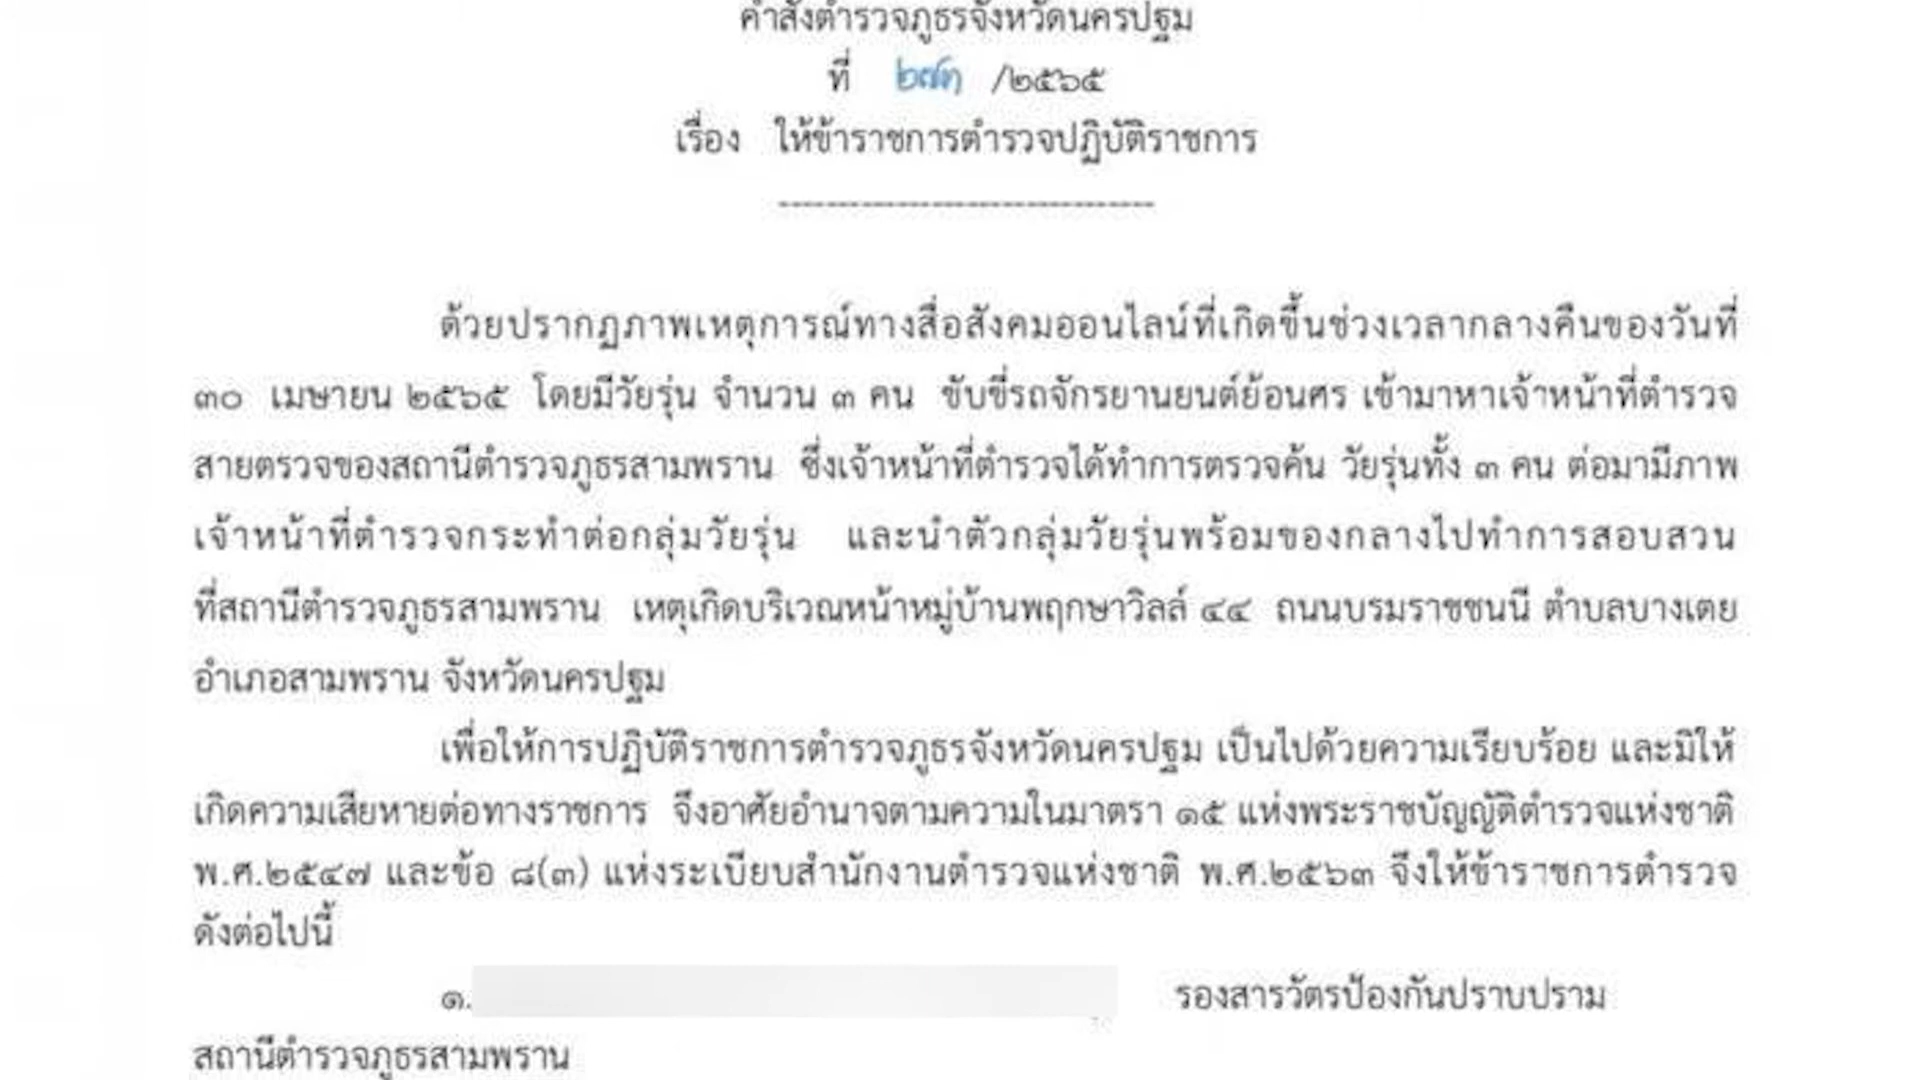 คำสั่งตำรวจภูธรจังหวัดนครปฐม
ที่ ๒๗๓ /๒๕๖๕
เรื่อง ให้ข้าราชการตำรวจปฏิบัติราชการ
--------------------------------
ด้วยปรากฏภาพเหตุการณ์ทางสื่อสังคมออนไลน์ที่เกิดขึ้นช่วงเวลากลางคืนของวันที่
๓๐ เมษายน ๒๕๖๕ โดยมีวัยรุ่น จำนวน ๓ คน ขับขี่รถจักรยานยนต์ย้อนศร เข้ามาหาเจ้าหน้าที่ตำรวจ
สายตรวจของสถานีตำรวจภูธรสามพราน ซึ่งเจ้าหน้าที่ตำรวจได้ทำการตรวจค้น วัยรุ่นทั้ง ๓ คน ต่อมามีภาพ
เจ้าหน้าที่ตำรวจกระทำต่อกลุ่มวัยรุ่น และนำตัวกลุ่มวัยรุ่นพร้อมของกลางไปทำการสอบสวน
ที่สถานีตำรวจภูธรสามพราน เหตุเกิดบริเวณหน้าหมู่บ้านพฤกษาวิลล์ ๔๔ ถนนบรมราชชนนี ตำบลบางเตย
อำเภอสามพราน จังหวัดนครปฐม
เพื่อให้การปฏิบัติราชการตำรวจภูธรจังหวัดนครปฐม เป็นไปด้วยความเรียบร้อย และมิให้
เกิดความเสียหายต่อทางราชการ จึงอาศัยอำนาจตามความในมาตรา ๑๕ แห่งพระราชบัญญัติตำรวจแห่งชาติ
พ.ศ.๒๕๔๗ และข้อ ๘(๓) แห่งระเบียบสำนักงานตำรวจแห่งชาติ พ.ศ.๒๕๖๓ จึงให้ข้าราชการตำรวจ
ดังต่อไปนี้
๑. รองสารวัตรป้องกันปราบปราม
สถานีตำรวจภูธรสามพราน